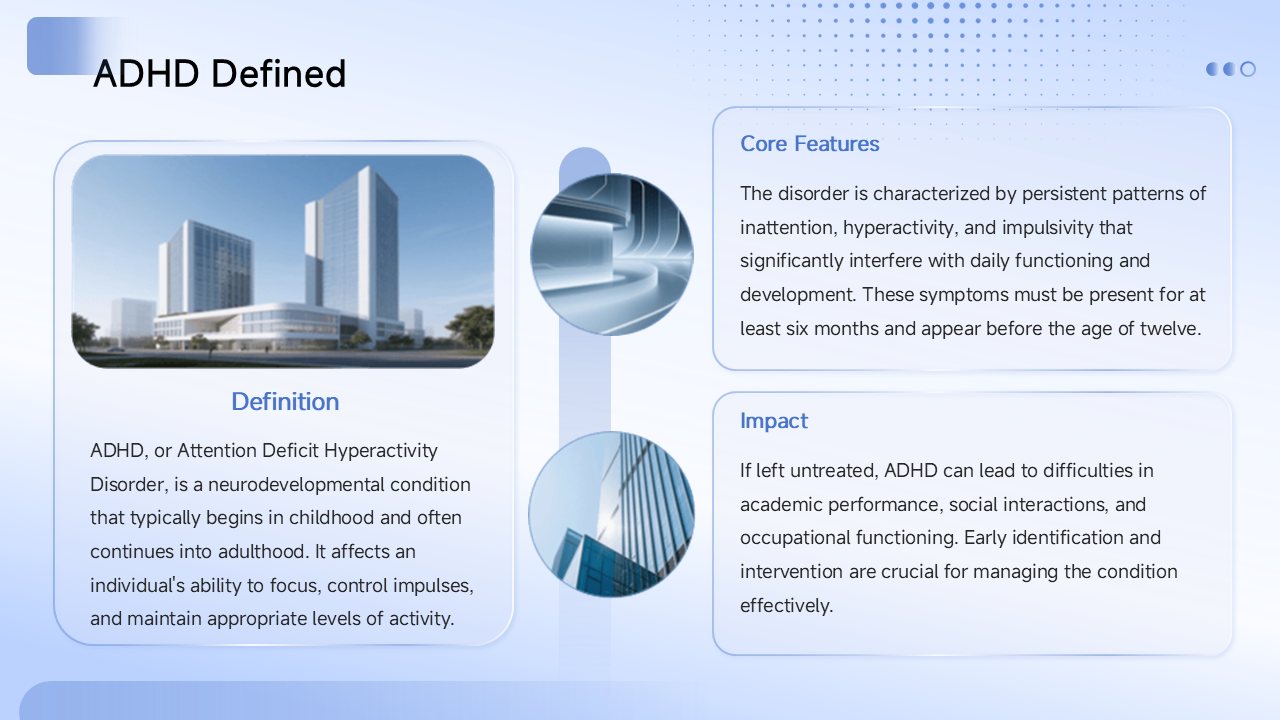 ADHD Defined
Definition
ADHD, or Attention Deficit Hyperactivity
Disorder, is a neurodevelopmental condition
that typically begins in childhood and often
continues into adulthood. It affects an
individual's ability to focus, control impulses,
and maintain appropriate levels of activity.
Core Features
The disorder is characterized by persistent patterns of
inattention, hyperactivity, and impulsivity that
significantly interfere with daily functioning and
development. These symptoms must be present for at
least six months and appear before the age of twelve.
Impact
If left untreated, ADHD can lead to difficulties in
academic performance, social interactions, and
occupational functioning. Early identification and
intervention are crucial for managing the condition
effectively.